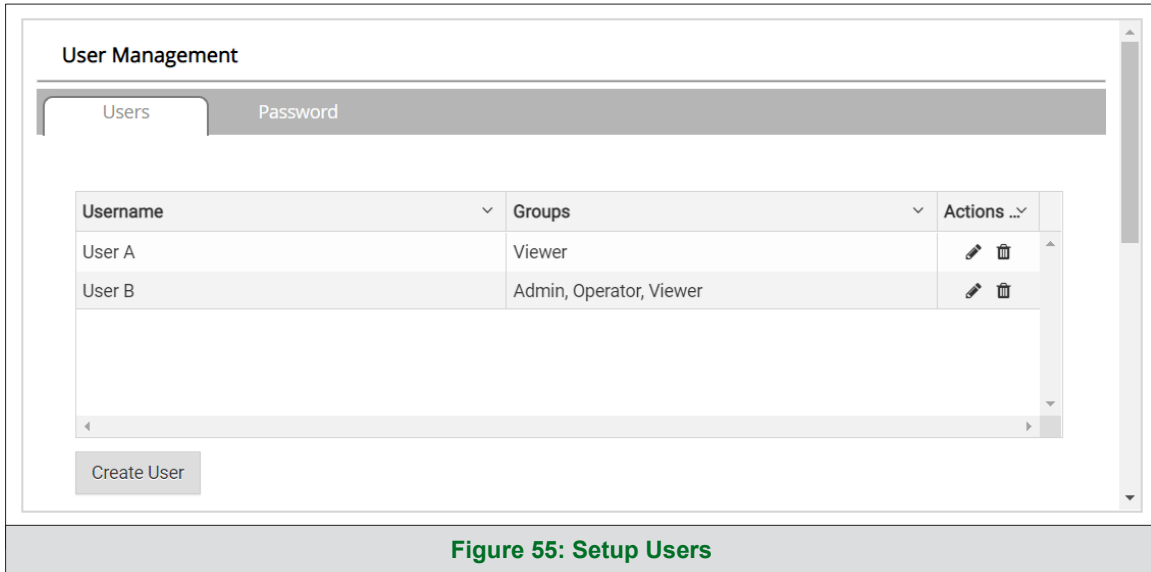 User Management
Users Password
Username Groups Actions ...
User A Viewer
User B Admin, Operator, Viewer
Create User
Figure 55: Setup Users